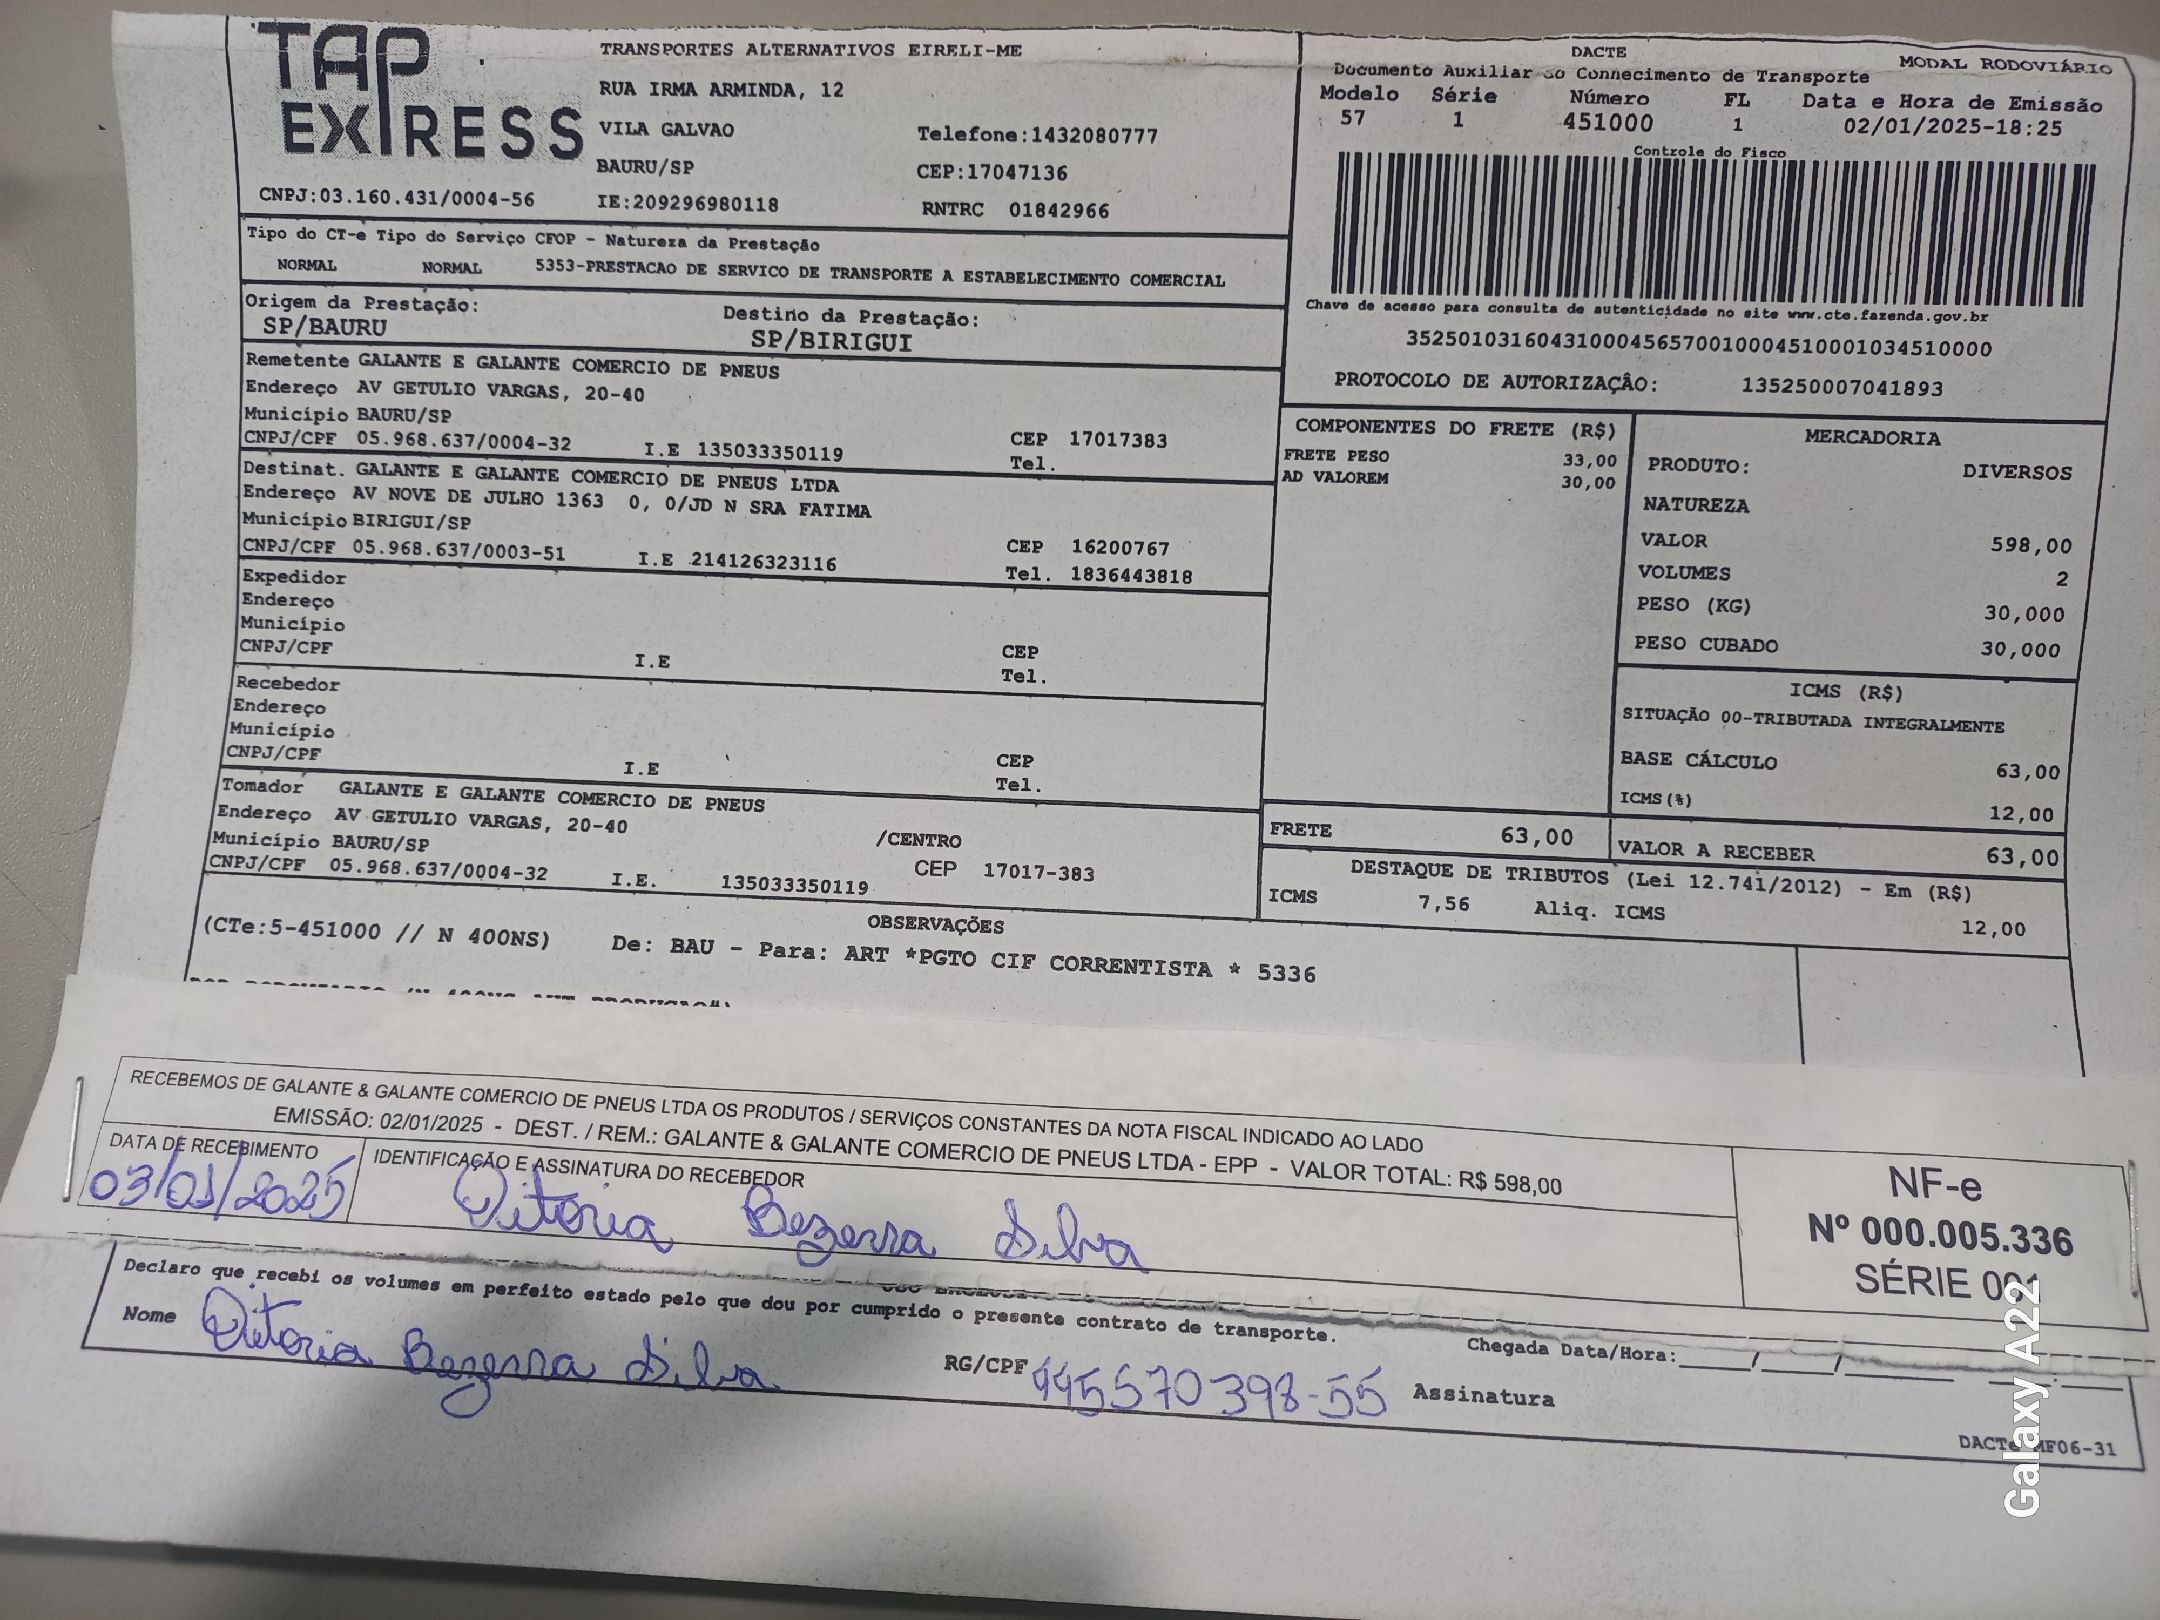 TAP EXPRESS
TRANSPORTES ALTERNATIVOS EIRELI-ME
RUA IRMA ARMINDA, 12
VILA GALVAO Telefone:1432080777
BAURU/SP CEP:17047136
CNPJ:03.160.431/0004-56 IE:209296980118 RNTRC 01842966
DACTE MODAL RODOVIÁRIO
Documento Auxiliar do Connecimento de Transporte
Modelo Série Número FL Data e Hora de Emissão
57 1 451000 1 02/01/2025-18:25
Controle do Fisco
Chave de acesso para consulta de autenticidade no site www.cte.fazenda.gov.br
35250103160431000456570010004510001034510000
PROTOCOLO DE AUTORIZAÇÂO: 135250007041893
Tipo do CT-e Tipo do Serviço CFOP - Natureza da Prestação
NORMAL NORMAL 5353-PRESTACAO DE SERVICO DE TRANSPORTE A ESTABELECIMENTO COMERCIAL
Origem da Prestação: Destino da Prestação:
SP/BAURU SP/BIRIGUI
Remetente GALANTE E GALANTE COMERCIO DE PNEUS
Endereço AV GETULIO VARGAS, 20-40
Município BAURU/SP
CNPJ/CPF 05.968.637/0004-32 I.E 135033350119 CEP 17017383
Tel.
Destinat. GALANTE E GALANTE COMERCIO DE PNEUS LTDA
Endereço AV NOVE DE JULHO 1363 0, 0/JD N SRA FATIMA
Município BIRIGUI/SP
CNPJ/CPF 05.968.637/0003-51 I.E 214126323116 CEP 16200767
Tel. 1836443818
Expedidor
Endereço
Município
CNPJ/CPF I.E CEP
Tel.
Recebedor
Endereço
Município
CNPJ/CPF I.E CEP
Tel.
Tomador GALANTE E GALANTE COMERCIO DE PNEUS
Endereço AV GETULIO VARGAS, 20-40 /CENTRO
Município BAURU/SP CEP 17017-383
CNPJ/CPF 05.968.637/0004-32 I.E. 135033350119
COMPONENTES DO FRETE (R$)
FRETE PESO 33,00
AD VALOREM 30,00
MERCADORIA
PRODUTO: DIVERSOS
NATUREZA
VALOR 598,00
VOLUMES 2
PESO (KG) 30,000
PESO CUBADO 30,000
ICMS (R$)
SITUAÇÃO 00-TRIBUTADA INTEGRALMENTE
BASE CÁLCULO 63,00
ICMS(%) 12,00
FRETE 63,00 VALOR A RECEBER 63,00
DESTAQUE DE TRIBUTOS (Lei 12.741/2012) - Em (R$)
ICMS 7,56 Aliq. ICMS 12,00
OBSERVAÇÕES
(CTe:5-451000 // N 400NS) De: BAU - Para: ART *PGTO CIF CORRENTISTA * 5336
RECEBEMOS DE GALANTE & GALANTE COMERCIO DE PNEUS LTDA OS PRODUTOS / SERVIÇOS CONSTANTES DA NOTA FISCAL INDICADO AO LADO
EMISSÃO: 02/01/2025 - DEST. / REM.: GALANTE & GALANTE COMERCIO DE PNEUS LTDA - EPP - VALOR TOTAL: R$ 598,00
DATA DE RECEBIMENTO IDENTIFICAÇÃO E ASSINATURA DO RECEBEDOR
03/01/2025 Vitoria Bezerra Silva
NF-e
Nº 000.005.336
SÉRIE 001
Declaro que recebi os volumes em perfeito estado pelo que dou por cumprido o presente contrato de transporte.
Nome Vitoria Bezerra Silva RG/CPF 445570398-55 Assinatura
Chegada Data/Hora:____/____/____ __:__
DACTe MF06-31
Galaxy A22